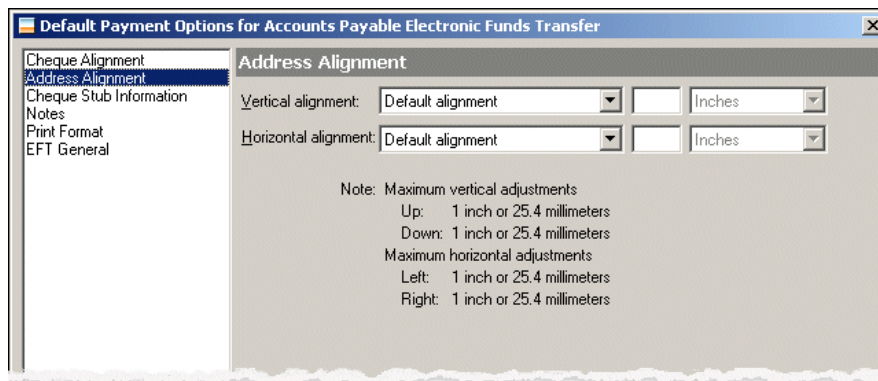 Default Payment Options for Accounts Payable Electronic Funds Transfer
Cheque Alignment
Address Alignment
Cheque Stub Information
Notes
Print Format
EFT General
Address Alignment
Vertical alignment: Default alignment Inches
Horizontal alignment: Default alignment Inches
Note: Maximum vertical adjustments
Up: 1 inch or 25.4 millimeters
Down: 1 inch or 25.4 millimeters
Maximum horizontal adjustments
Left: 1 inch or 25.4 millimeters
Right: 1 inch or 25.4 millimeters